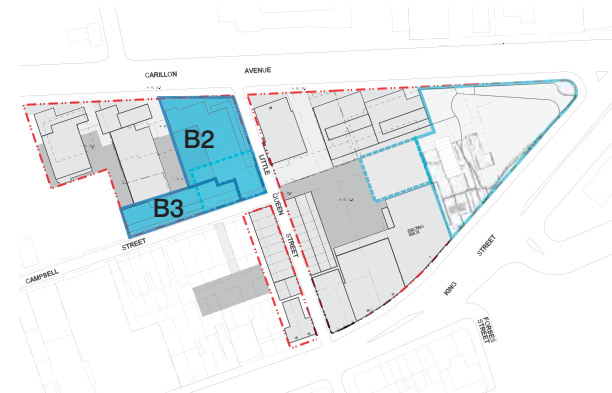 CARILLON AVENUE
B2
LITTLE
QUEEN
STREET
B3
CAMPBELL STREET
KING STREET
FORBES
STREET